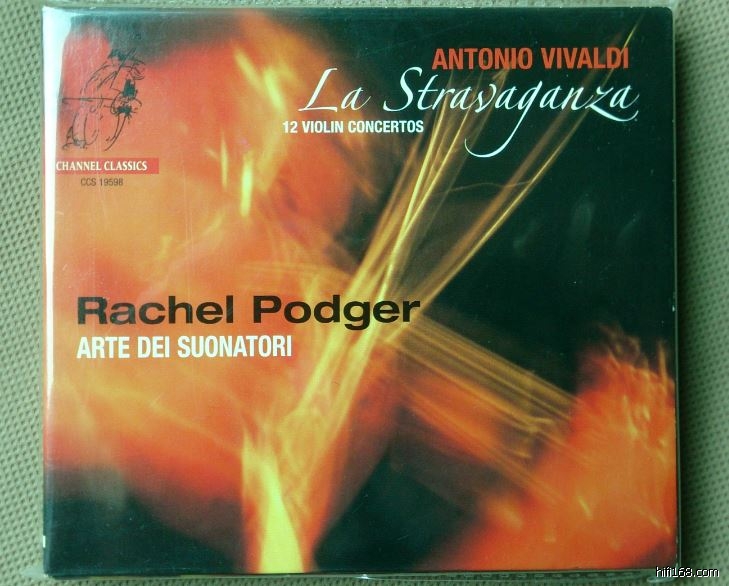 ANTONIO VIVALDI
La Stravaganza
12 VIOLIN CONCERTOS
CHANNEL CLASSICS
CCS 19598
Rachel Podger
ARTE DEI SUONATORI
hifi168.com